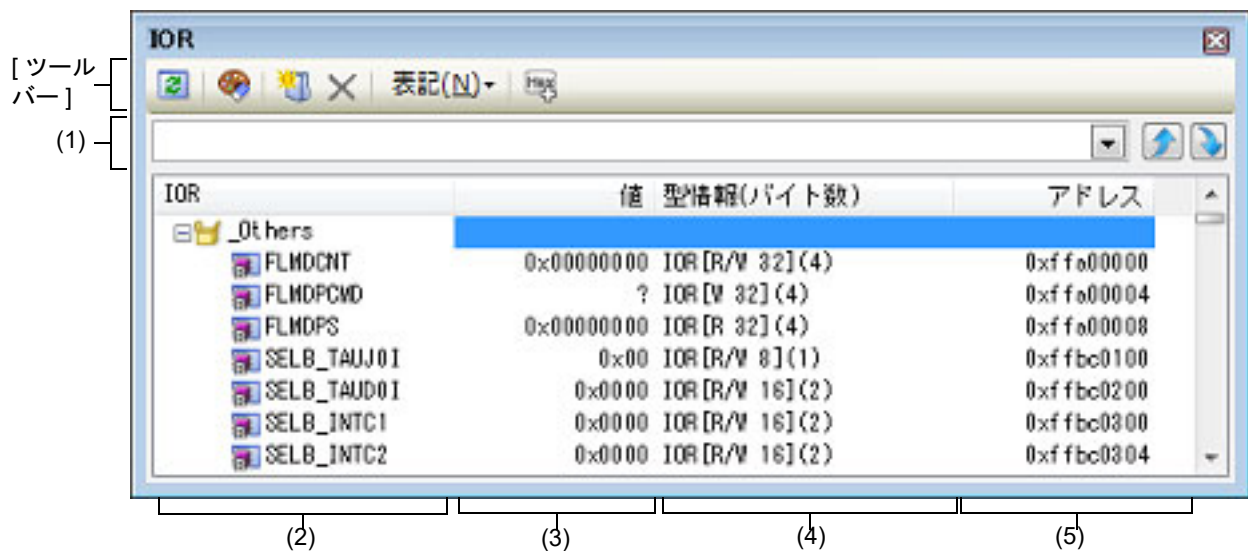 IOR
[ ツール
バー ]
表記(N)
Hex
(1)
IOR 値 型情報(バイト数) アドレス
_Others
FLMDCNT 0x00000000 IOR[R/W 32](4) 0xffa00000
FLMDPCMD ? IOR[W 32](4) 0xffa00004
FLMDPS 0x00000000 IOR[R 32](4) 0xffa00008
SELB_TAUJ0I 0x00 IOR[R/W 8](1) 0xffbc0100
SELB_TAUD0I 0x0000 IOR[R/W 16](2) 0xffbc0200
SELB_INTC1 0x0000 IOR[R/W 16](2) 0xffbc0300
SELB_INTC2 0x0000 IOR[R/W 16](2) 0xffbc0304
(2) (3) (4) (5)